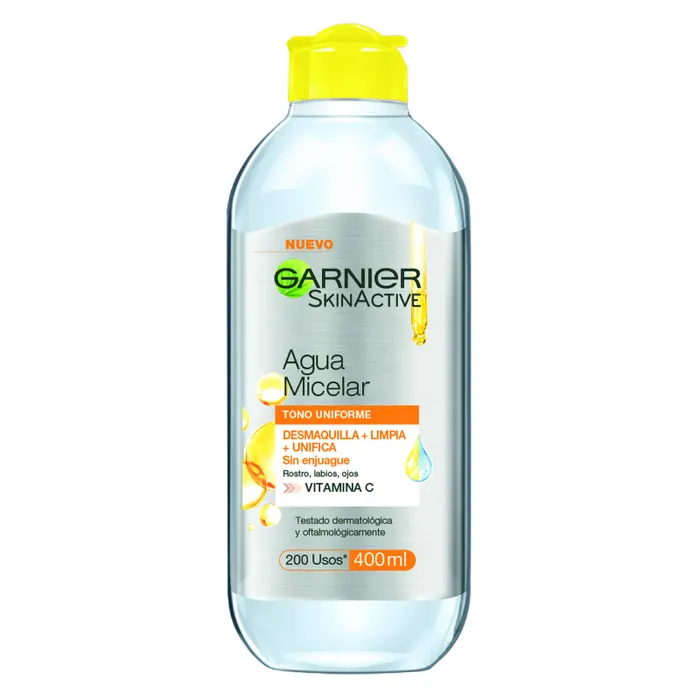 NUEVO
GARNIER
SKINACTIVE
Agua
Micelar
TONO UNIFORME
DESMAQUILLA + LIMPIA
+ UNIFICA
Sin enjuague
Rostro, labios, ojos
VITAMINA C
Testado dermatológica
y oftalmológicamente
200 Usos* 400ml